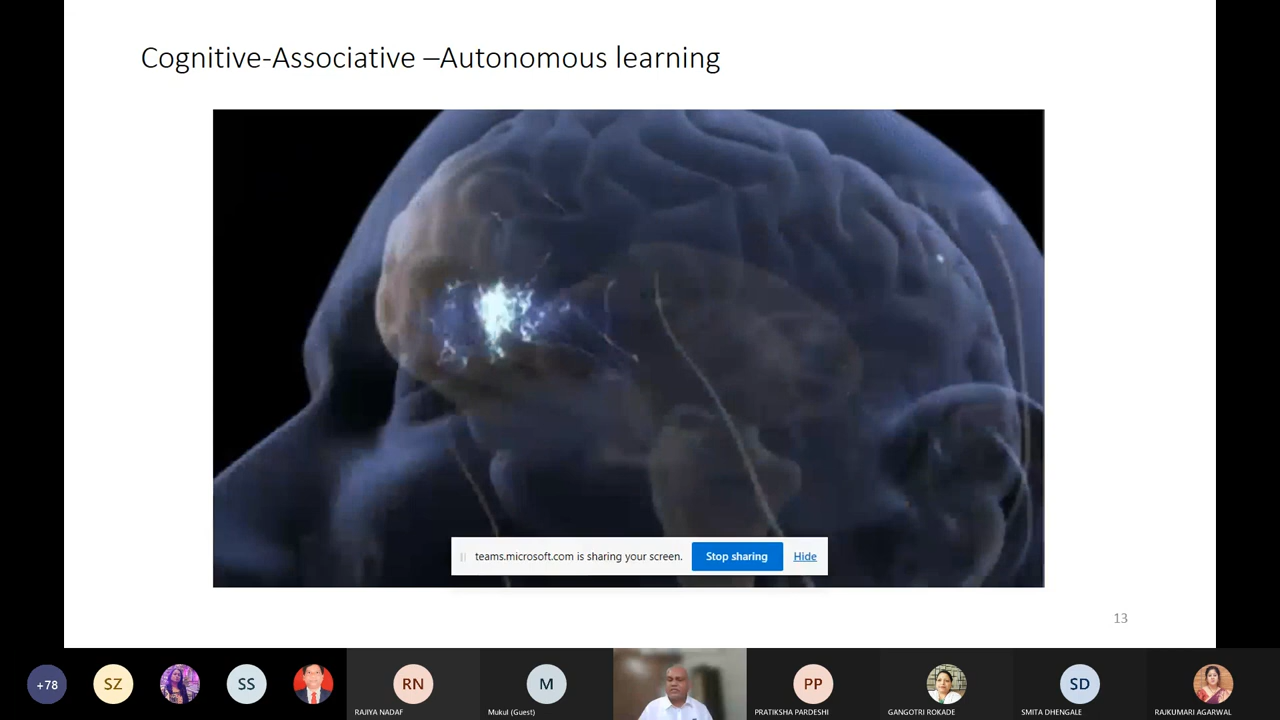 Cognitive-Associative –Autonomous learning
teams.microsoft.com is sharing your screen. Stop sharing Hide
13
+78 SZ SS RN M PP SD
RAJIYA NADAF Mukul (Guest) PRATIKSHA PARDESHI GANGOTRI ROKADE SMITA DHENGALE RAJKUMARI AGARWAL